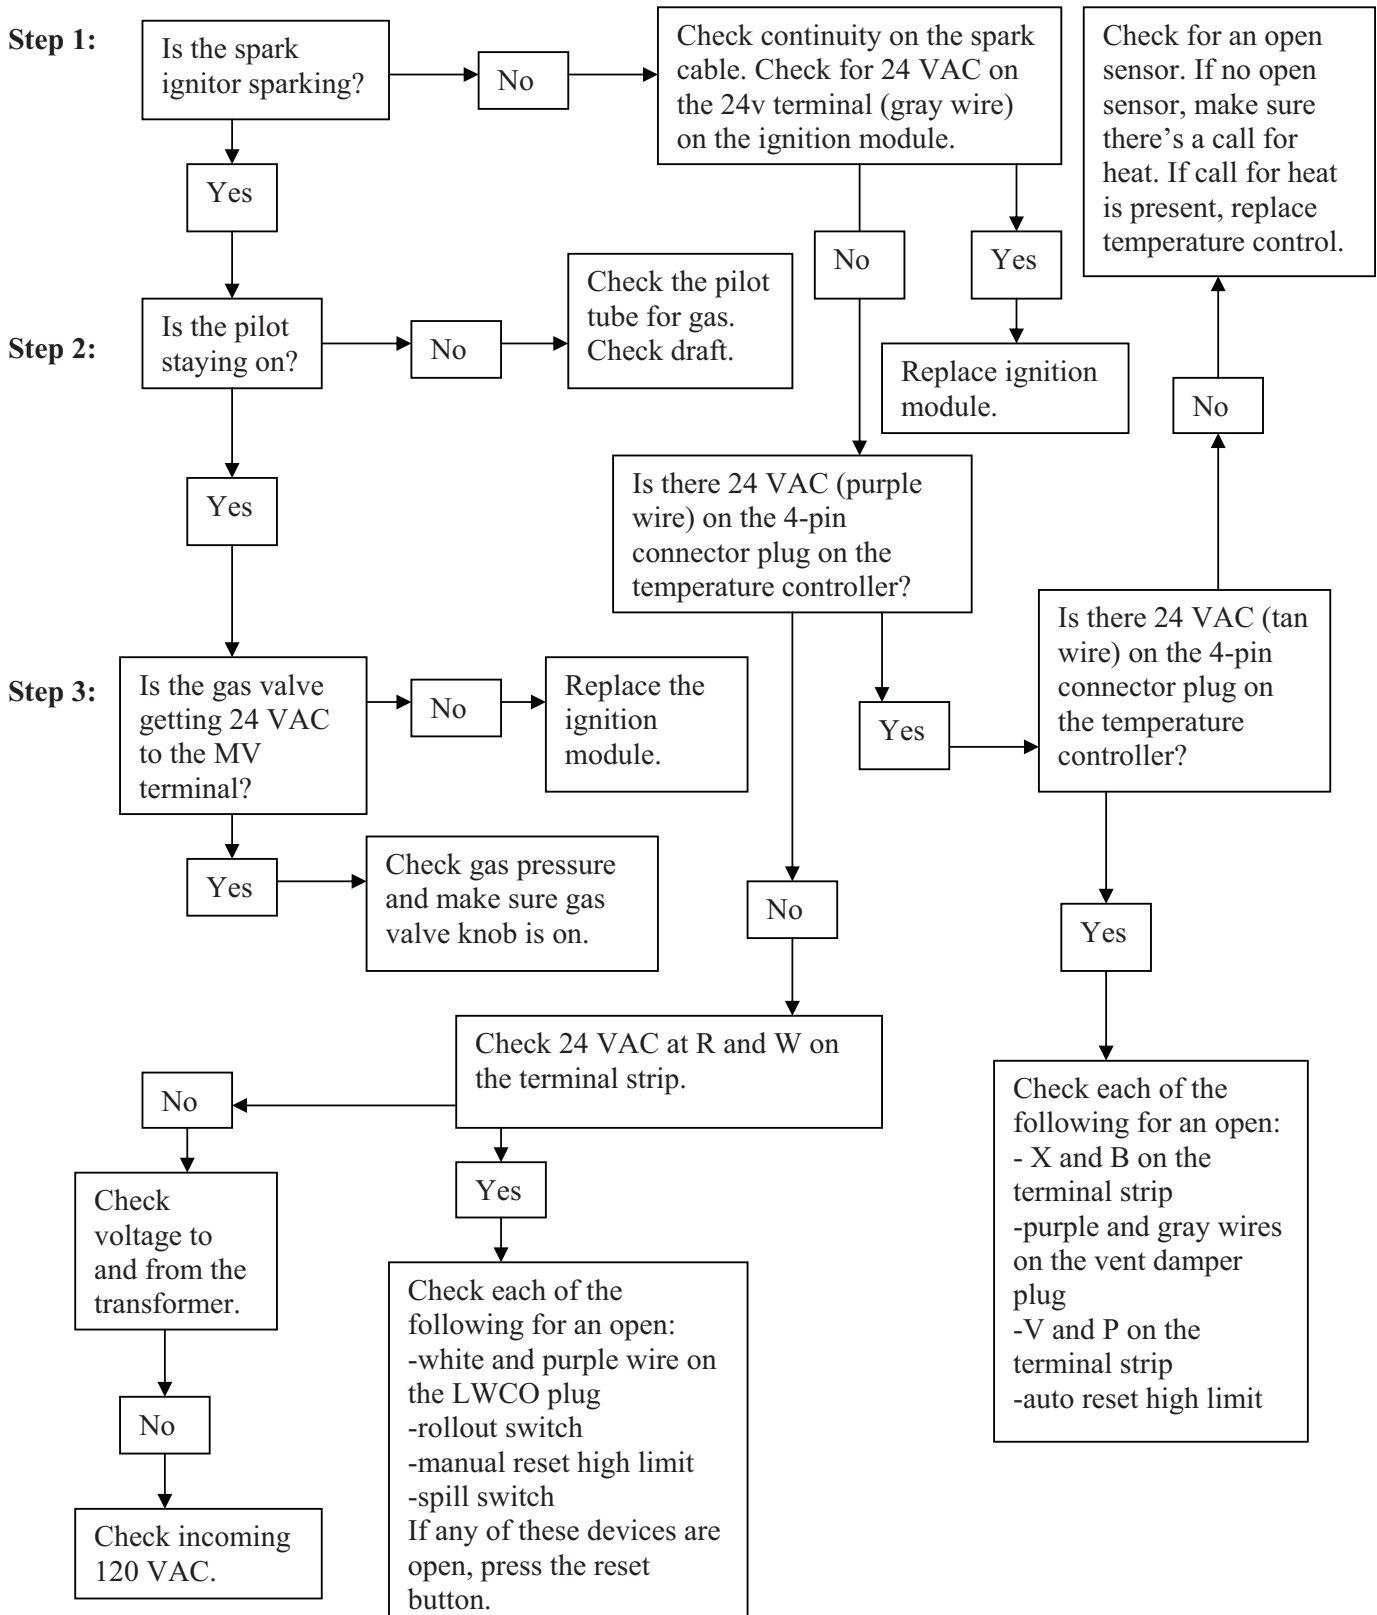 Step 1:
Is the spark
ignitor sparking?
No
Check continuity on the spark
cable. Check for 24 VAC on
the 24v terminal (gray wire)
on the ignition module.
Check for an open
sensor. If no open
sensor, make sure
there’s a call for
heat. If call for heat
is present, replace
temperature control.
Yes
No
Yes
Step 2:
Is the pilot
staying on?
No
Check the pilot
tube for gas.
Check draft.
Replace ignition
module.
No
Yes
Is there 24 VAC (purple
wire) on the 4-pin
connector plug on the
temperature controller?
Is there 24 VAC (tan
wire) on the 4-pin
connector plug on
the temperature
controller?
Step 3:
Is the gas valve
getting 24 VAC
to the MV
terminal?
No
Replace the
ignition
module.
Yes
Yes
Check gas pressure
and make sure gas
valve knob is on.
No
Yes
Check 24 VAC at R and W on
the terminal strip.
No
Yes
Check
voltage to
and from the
transformer.
No
Check incoming
120 VAC.
Check each of the
following for an open:
-white and purple wire on
the LWCO plug
-rollout switch
-manual reset high limit
-spill switch
If any of these devices are
open, press the reset
button.
Check each of the
following for an open:
- X and B on the
terminal strip
-purple and gray wires
on the vent damper
plug
-V and P on the
terminal strip
-auto reset high limit